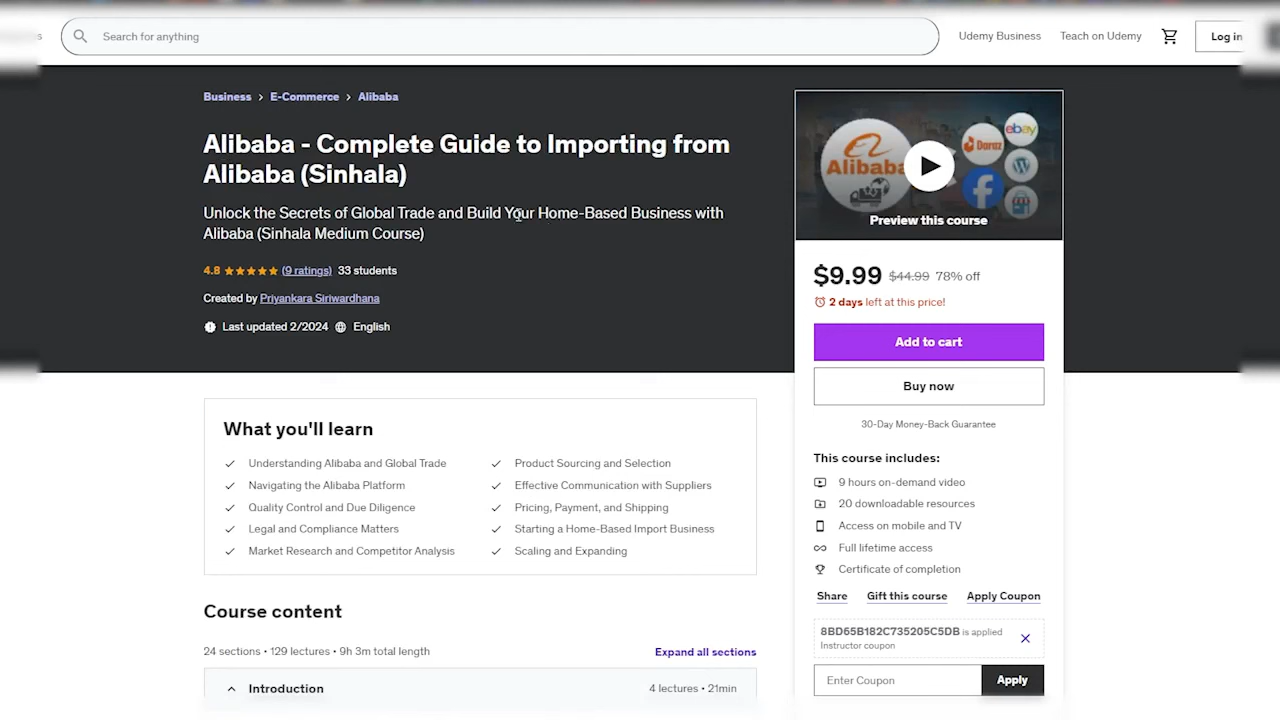 Search for anything
Udemy Business
Teach on Udemy
Log in
Business › E-Commerce › Alibaba
Alibaba - Complete Guide to Importing from
Alibaba (Sinhala)
Unlock the Secrets of Global Trade and Build Your Home-Based Business with
Alibaba (Sinhala Medium Course)
4.8 (9 ratings) 33 students
Created by Priyankara Siriwardhana
Last updated 2/2024 English
Alibaba
Daraz
ebay
Preview this course
$9.99 $44.99 78% off
2 days left at this price!
Add to cart
Buy now
30-Day Money-Back Guarantee
This course includes:
9 hours on-demand video
20 downloadable resources
Access on mobile and TV
Full lifetime access
Certificate of completion
Share Gift this course Apply Coupon
8BD65B182C735205C5DB is applied
Instructor coupon
Enter Coupon Apply
What you'll learn
Understanding Alibaba and Global Trade
Product Sourcing and Selection
Navigating the Alibaba Platform
Effective Communication with Suppliers
Quality Control and Due Diligence
Pricing, Payment, and Shipping
Legal and Compliance Matters
Starting a Home-Based Import Business
Market Research and Competitor Analysis
Scaling and Expanding
Course content
24 sections • 129 lectures • 9h 3m total length
Expand all sections
Introduction
4 lectures • 21min